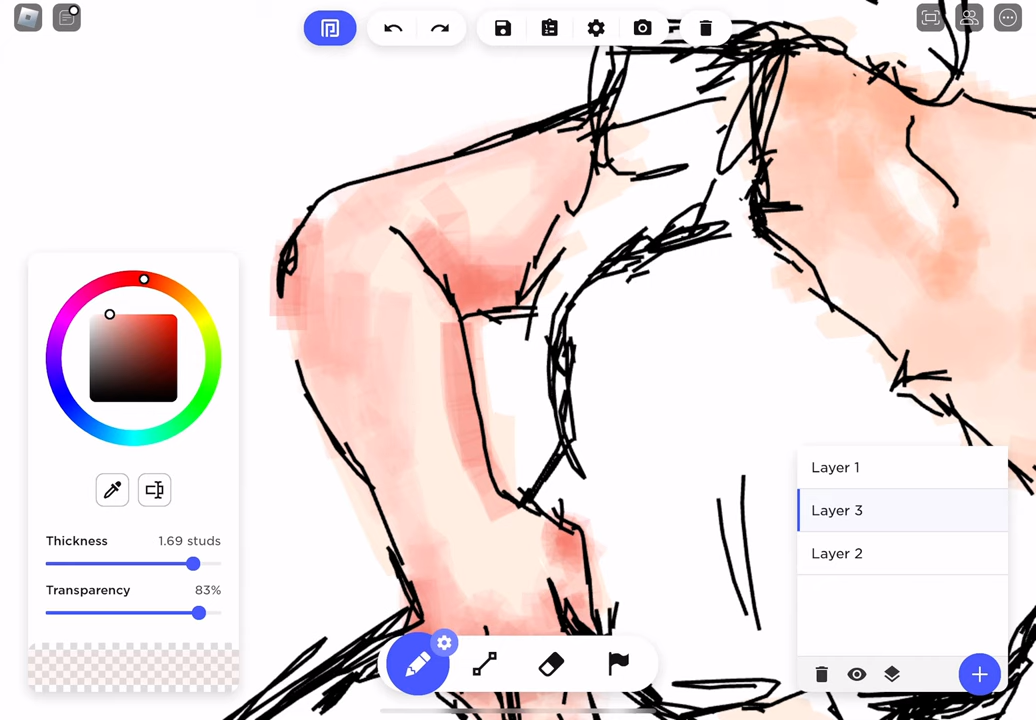 Thickness 1.69 studs
Transparency 83%
Layer 1
Layer 3
Layer 2